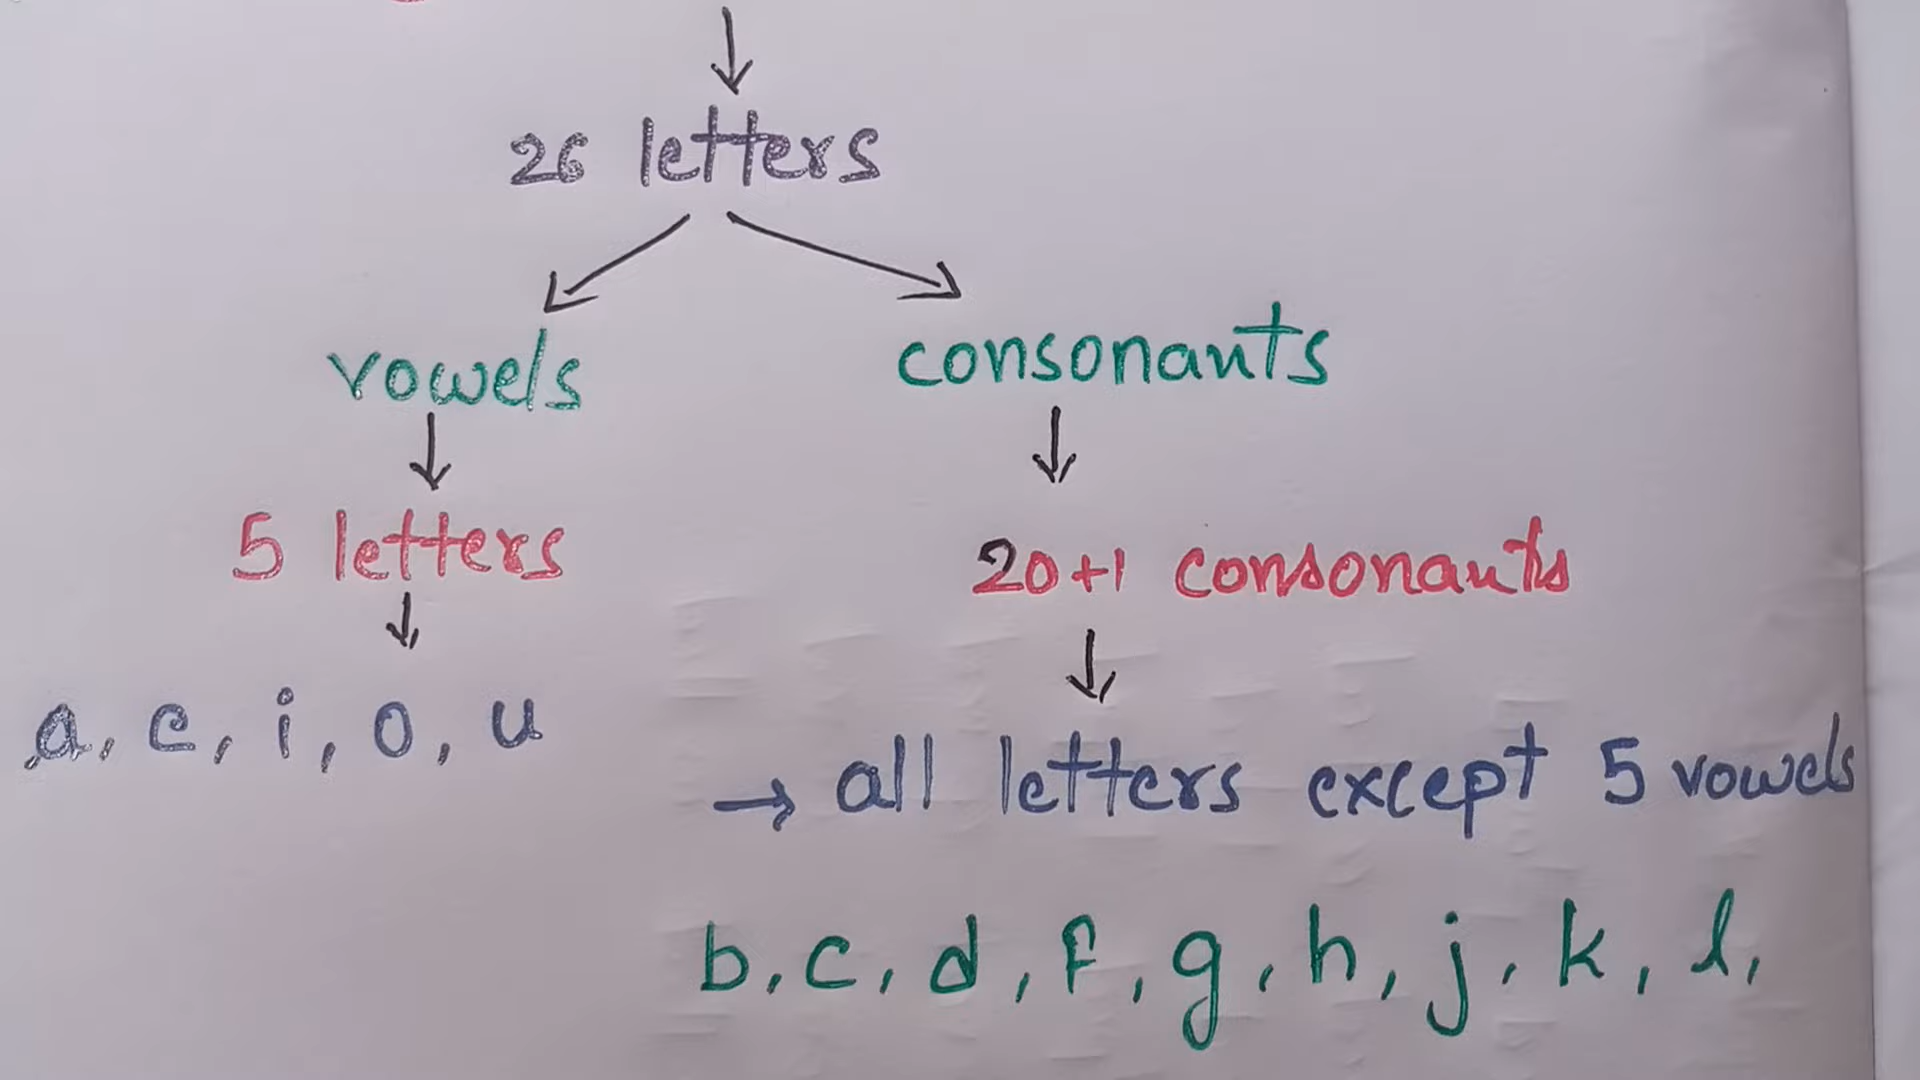 26 letters
vowels
consonants
5 letters
20+1 consonants
a, e, i, o, u
→ all letters except 5 vowels
b, c, d, f, g, h, j, k, l,